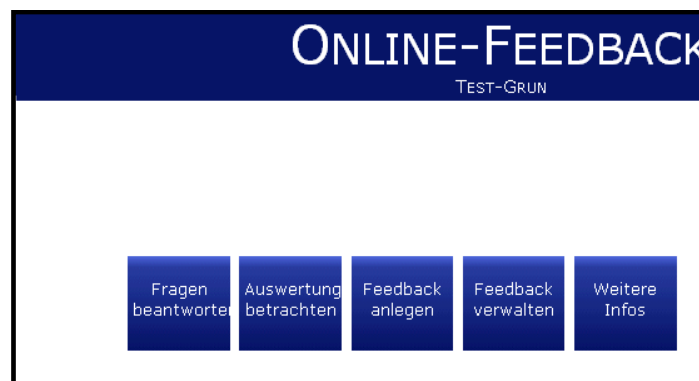 ONLINE-FEEDBACK
TEST-GRUN
Fragen
beantworten
Auswertung
betrachten
Feedback
anlegen
Feedback
verwalten
Weitere
Infos